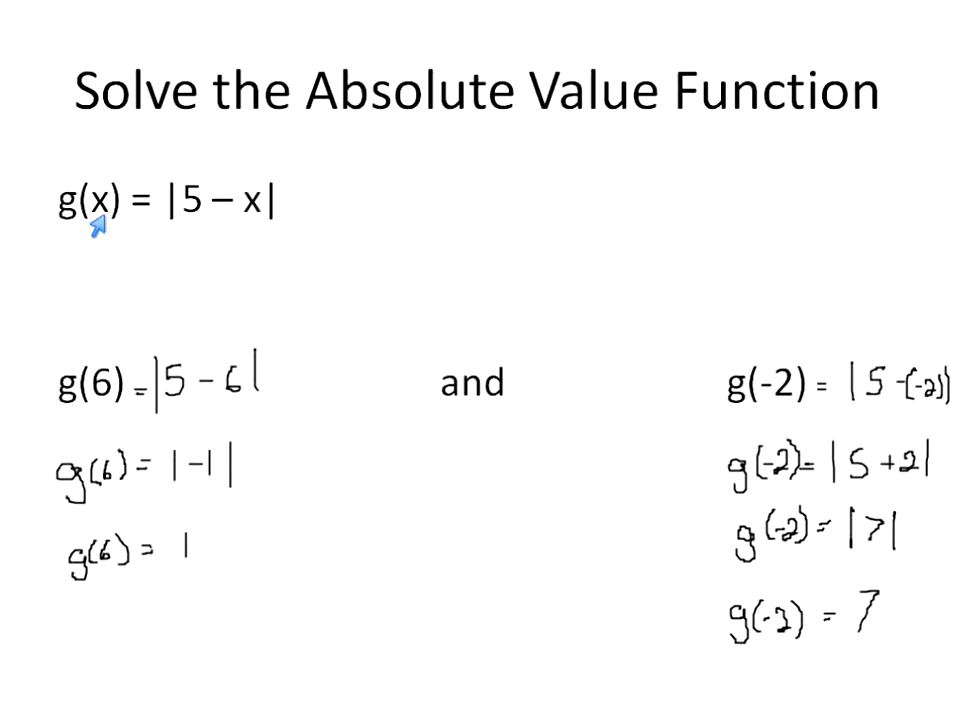 Solve the Absolute Value Function
g(x) = |5 – x|
g(6) = |5 - 6| and g(-2) = |5 -(-2)|
g(6) = |-1| g(-2) = |5 +2|
g(6) = 1 g(-2) = |7|
g(-2) = 7